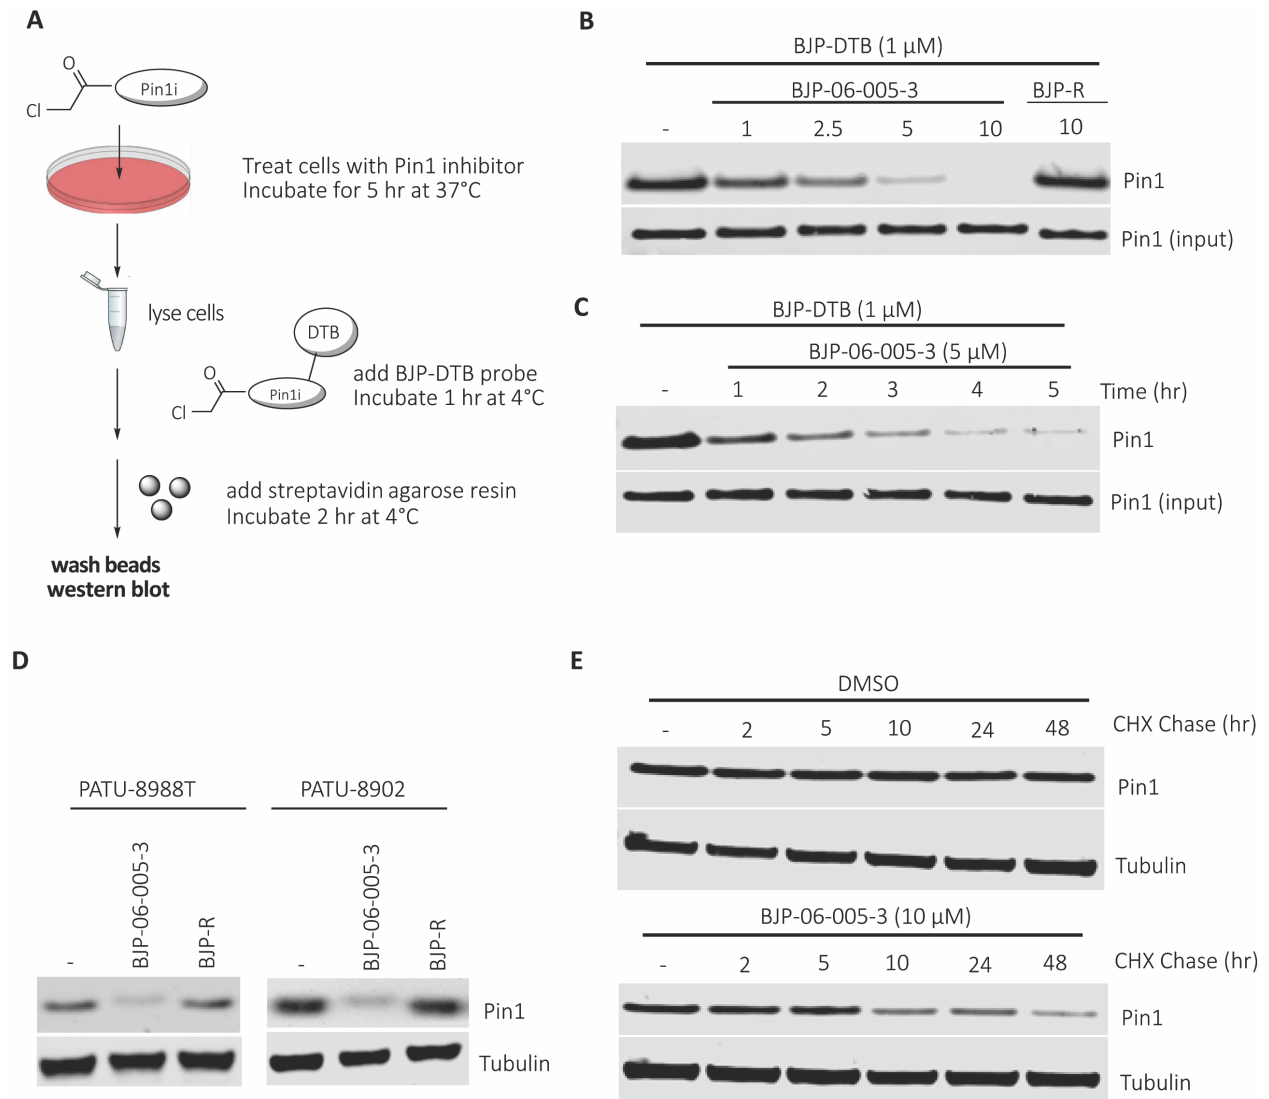 A
O
Cl
Pin1i
Treat cells with Pin1 inhibitor
Incubate for 5 hr at 37°C
lyse cells
DTB
O
Cl
Pin1i
add BJP-DTB probe
Incubate 1 hr at 4°C
add streptavidin agarose resin
Incubate 2 hr at 4°C
wash beads
western blot
B
BJP-DTB (1 µM)
BJP-06-005-3 BJP-R
- 1 2.5 5 10 10
Pin1
Pin1 (input)
C
BJP-DTB (1 µM)
BJP-06-005-3 (5 µM)
- 1 2 3 4 5 Time (hr)
Pin1
Pin1 (input)
D
PATU-8988T PATU-8902
- BJP-06-005-3 BJP-R - BJP-06-005-3 BJP-R
Pin1
Tubulin
E
DMSO
- 2 5 10 24 48 CHX Chase (hr)
Pin1
Tubulin
BJP-06-005-3 (10 µM)
- 2 5 10 24 48 CHX Chase (hr)
Pin1
Tubulin